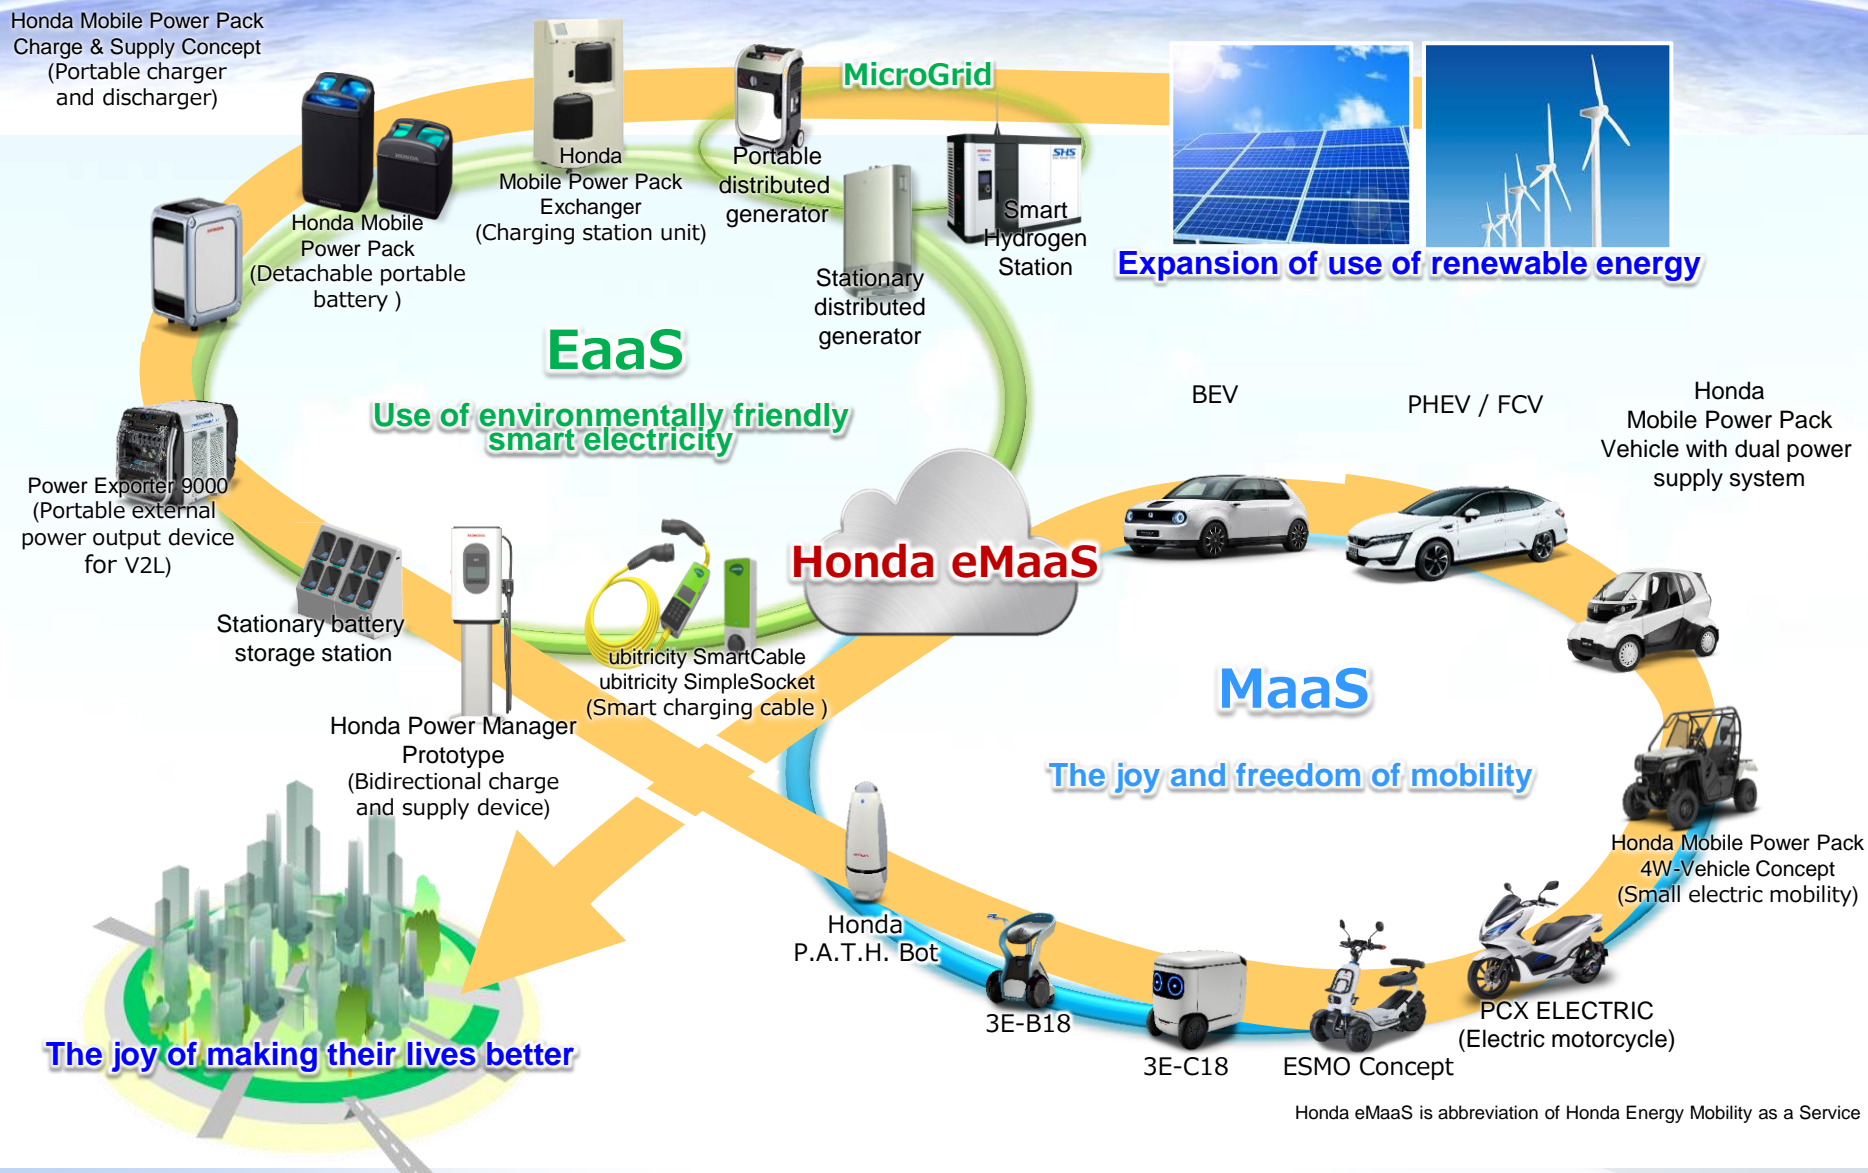 Honda Mobile Power Pack
Charge & Supply Concept
(Portable charger
and discharger)
Honda Mobile
Power Pack
(Detachable portable
battery )
Honda
Mobile Power Pack
Exchanger
(Charging station unit)
MicroGrid
Portable
distributed
generator
Stationary
distributed
generator
SHS
Smart
Hydrogen
Station
Expansion of use of renewable energy
EaaS
Use of environmentally friendly
smart electricity
Power Exporter 9000
(Portable external
power output device
for V2L)
Stationary battery
storage station
Honda Power Manager
Prototype
(Bidirectional charge
and supply device)
ubitricity SmartCable
ubitricity SimpleSocket
(Smart charging cable )
Honda eMaaS
BEV
PHEV / FCV
Honda
Mobile Power Pack
Vehicle with dual power
supply system
MaaS
The joy and freedom of mobility
Honda Mobile Power Pack
4W-Vehicle Concept
(Small electric mobility)
Honda
P.A.T.H. Bot
3E-B18
3E-C18
ESMO Concept
PCX ELECTRIC
(Electric motorcycle)
The joy of making their lives better
Honda eMaaS is abbreviation of Honda Energy Mobility as a Service